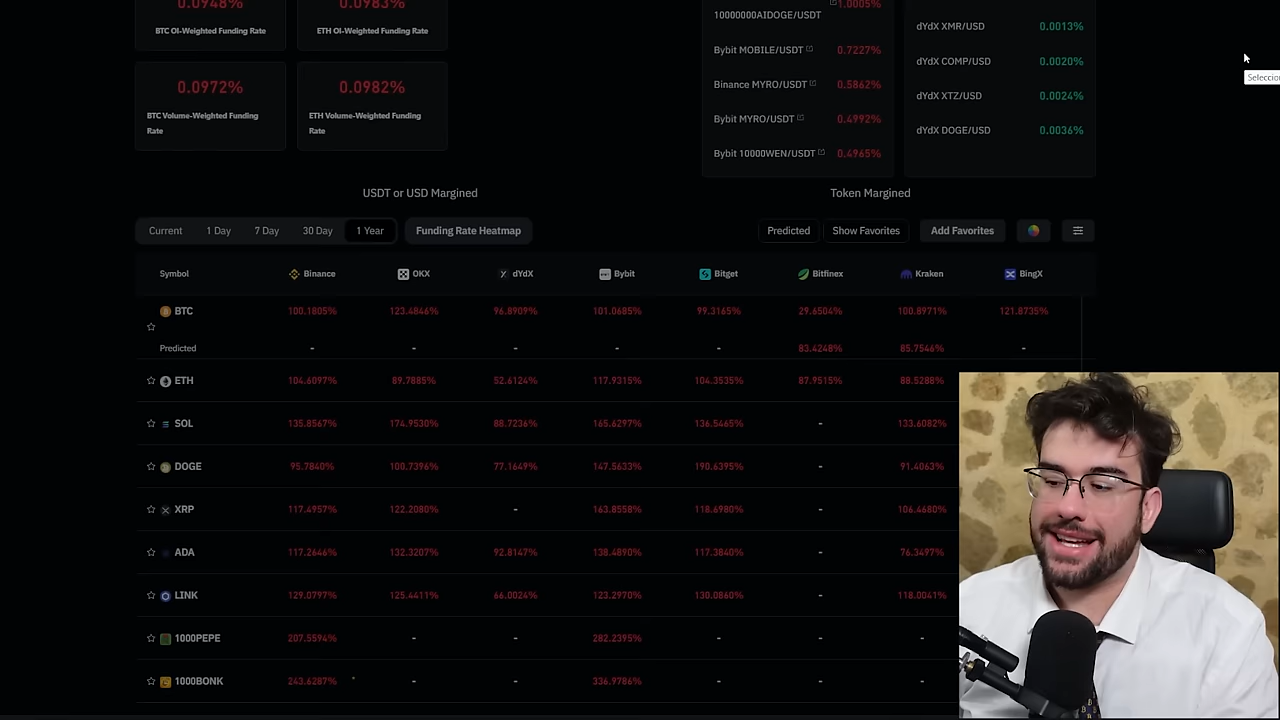 0.0948%
0.0983%
BTC OI-Weighted Funding Rate
ETH OI-Weighted Funding Rate
0.0972%
0.0982%
BTC Volume-Weighted Funding Rate
ETH Volume-Weighted Funding Rate
10000000AIDOGE/USDT 1.0005%
Bybit MOBILE/USDT 0.7227%
Binance MYRO/USDT 0.5862%
Bybit MYRO/USDT 0.4992%
Bybit 10000WEN/USDT 0.4965%
dYdX XMR/USD 0.0013%
dYdX COMP/USD 0.0020%
dYdX XTZ/USD 0.0024%
dYdX DOGE/USD 0.0036%
USDT or USD Margined
Token Margined
Current 1 Day 7 Day 30 Day 1 Year Funding Rate Heatmap
Predicted Show Favorites Add Favorites
Symbol Binance OKX dYdX Bybit Bitget Bitfinex Kraken BingX
BTC 100.1805% 123.4846% 96.8909% 101.0685% 99.3165% 29.6504% 100.8971% 121.8735%
Predicted - - - - - 83.4248% 85.7546% -
ETH 104.6097% 89.7885% 52.6124% 117.9315% 104.3535% 87.9515% 88.5288%
SOL 135.8567% 174.9530% 88.7236% 165.6297% 136.5465% - 133.6082%
DOGE 95.7840% 100.7396% 77.1649% 147.5633% 190.6395% - 91.4063%
XRP 117.4957% 122.2080% - 163.8558% 118.6980% - 106.4680%
ADA 117.2646% 132.3207% 92.8147% 138.4890% 117.3840% - 76.3497%
LINK 129.0797% 125.4411% 66.0024% 123.2970% 130.0860% - 118.0041%
1000PEPE 207.5594% - - 282.2395% - - -
1000BONK 243.6287% - - 336.9786% - - -